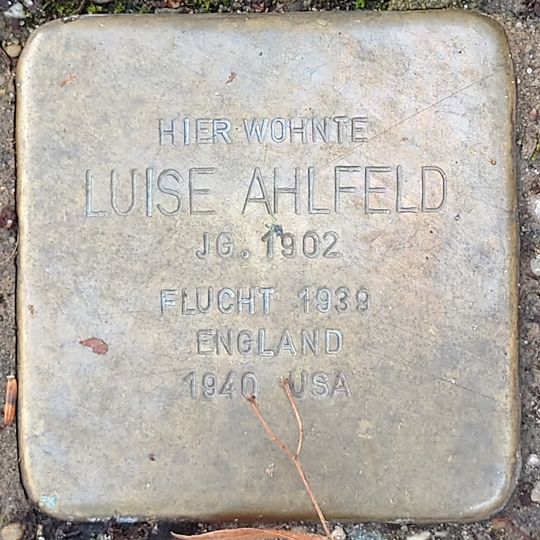 HIER WOHNTE
LUISE AHLFELD
JG. 1902
FLUCHT 1939
ENGLAND
1940 USA